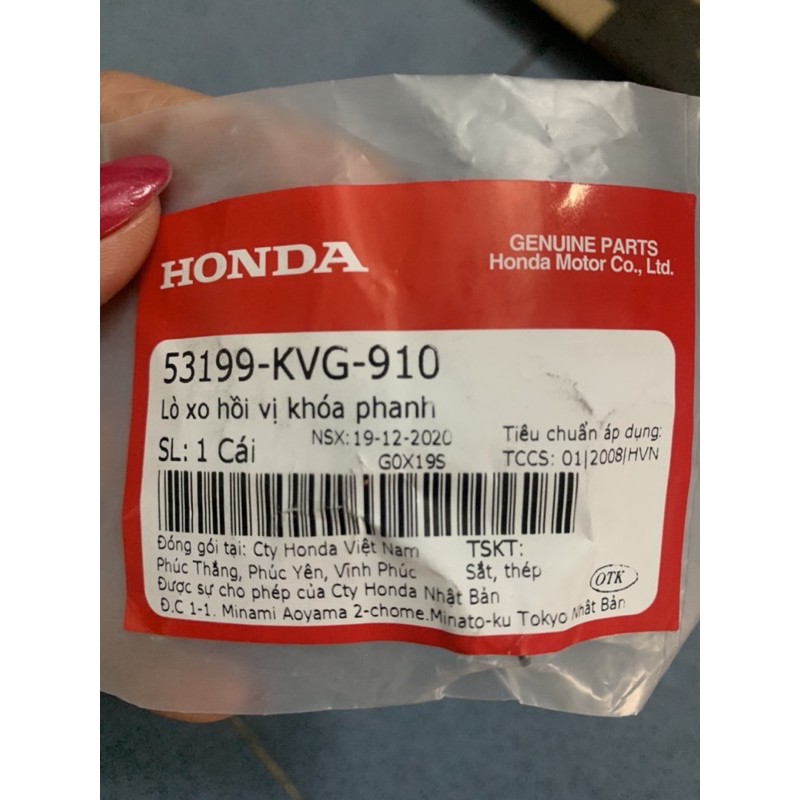 HONDA
GENUINE PARTS
Honda Motor Co., Ltd.
53199-KVG-910
Lò xo hồi vị khóa phanh
SL: 1 Cái
NSX: 19-12-2020
G0X19S
Tiêu chuẩn áp dụng:
TCCS: 01|2008|HVN
Đóng gói tại: Cty Honda Việt Nam
Phúc Thắng, Phúc Yên, Vĩnh Phúc
TSKT:
Sắt, thép
Được sự cho phép của Cty Honda Nhật Bản
Đ.C 1-1. Minami Aoyama 2-chome.Minato-ku Tokyo Nhật Bản.
OTK